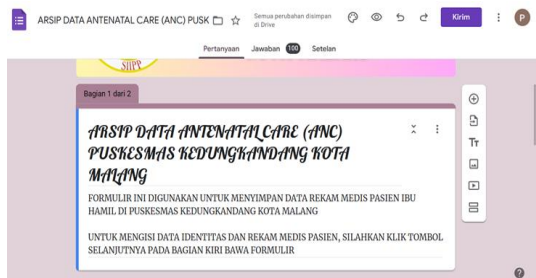 ARSIP DATA ANTENATAL CARE (ANC) PUSK
Semua perubahan disimpan
di Drive
Kirim
P
Pertanyaan Jawaban 100 Setelan
SIIPP
Bagian 1 dari 2
ARSIP DATA ANTENATAL CARE (ANC)
PUSKESMAS KEDUNGKANDANG KOTA
MALANG
FORMULIR INI DIGUNAKAN UNTUK MENYIMPAN DATA REKAM MEDIS PASIEN IBU
HAMIL DI PUSKESMAS KEDUNGKANDANG KOTA MALANG
UNTUK MENGISI DATA IDENTITAS DAN REKAM MEDIS PASIEN, SILAHKAN KLIK TOMBOL
SELANJUTNYA PADA BAGIAN KIRI BAWA FORMULIR